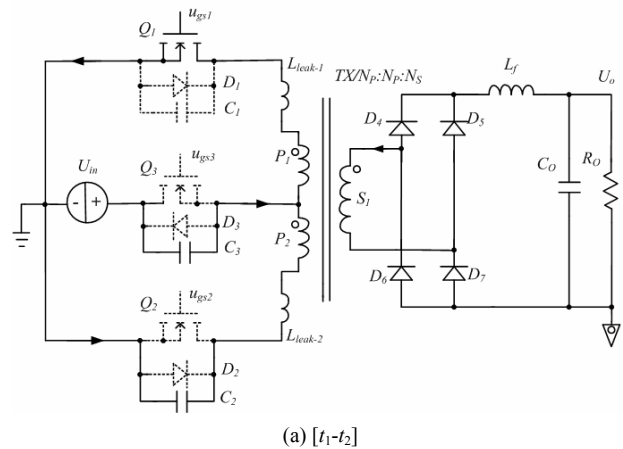 u_gs1
Q_1
L_leak-1
D_1
C_1
TX/N_P:N_P:N_S
L_f
U_o
D_4
D_5
P_1
U_in
Q_3
u_gs3
D_3
C_3
P_2
S_1
C_O
R_O
D_6
D_7
Q_2
u_gs2
L_leak-2
D_2
C_2
+
(a) [t_1-t_2]